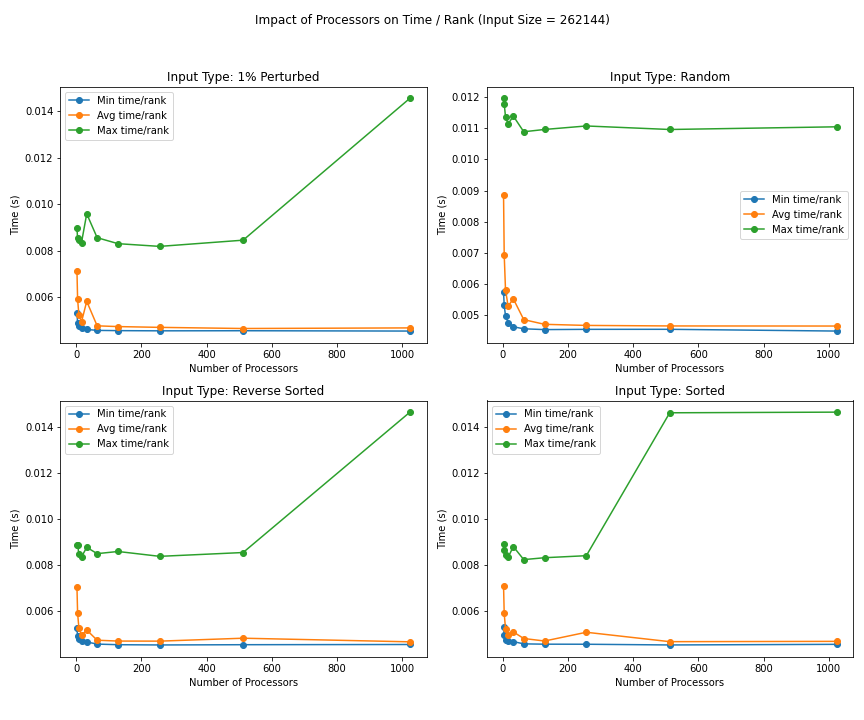 Impact of Processors on Time / Rank (Input Size = 262144)
Input Type: 1% Perturbed
Min time/rank
Avg time/rank
Max time/rank
0.014
0.012
0.010
0.008
0.006
Time (s)
0 200 400 600 800 1000
Number of Processors
Input Type: Random
Min time/rank
Avg time/rank
Max time/rank
0.012
0.011
0.010
0.009
0.008
0.007
0.006
0.005
Time (s)
0 200 400 600 800 1000
Number of Processors
Input Type: Reverse Sorted
Min time/rank
Avg time/rank
Max time/rank
0.014
0.012
0.010
0.008
0.006
Time (s)
0 200 400 600 800 1000
Number of Processors
Input Type: Sorted
Min time/rank
Avg time/rank
Max time/rank
0.014
0.012
0.010
0.008
0.006
Time (s)
0 200 400 600 800 1000
Number of Processors